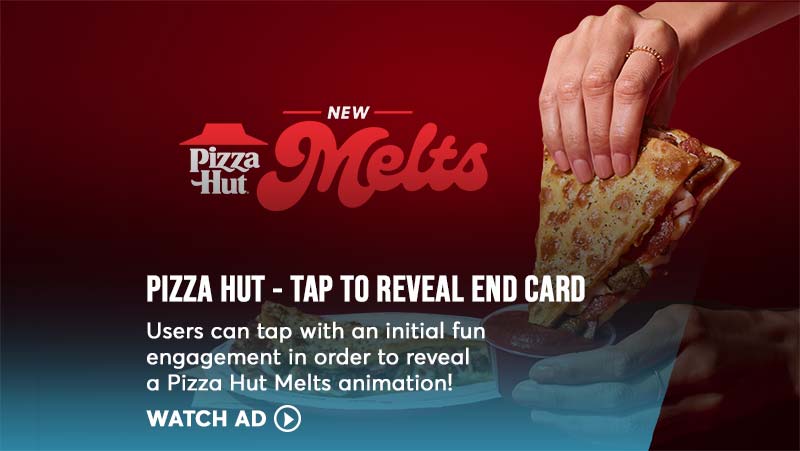 NEW
Pizza
Hut
Melts
PIZZA HUT - TAP TO REVEAL END CARD
Users can tap with an initial fun
engagement in order to reveal
a Pizza Hut Melts animation!
WATCH AD